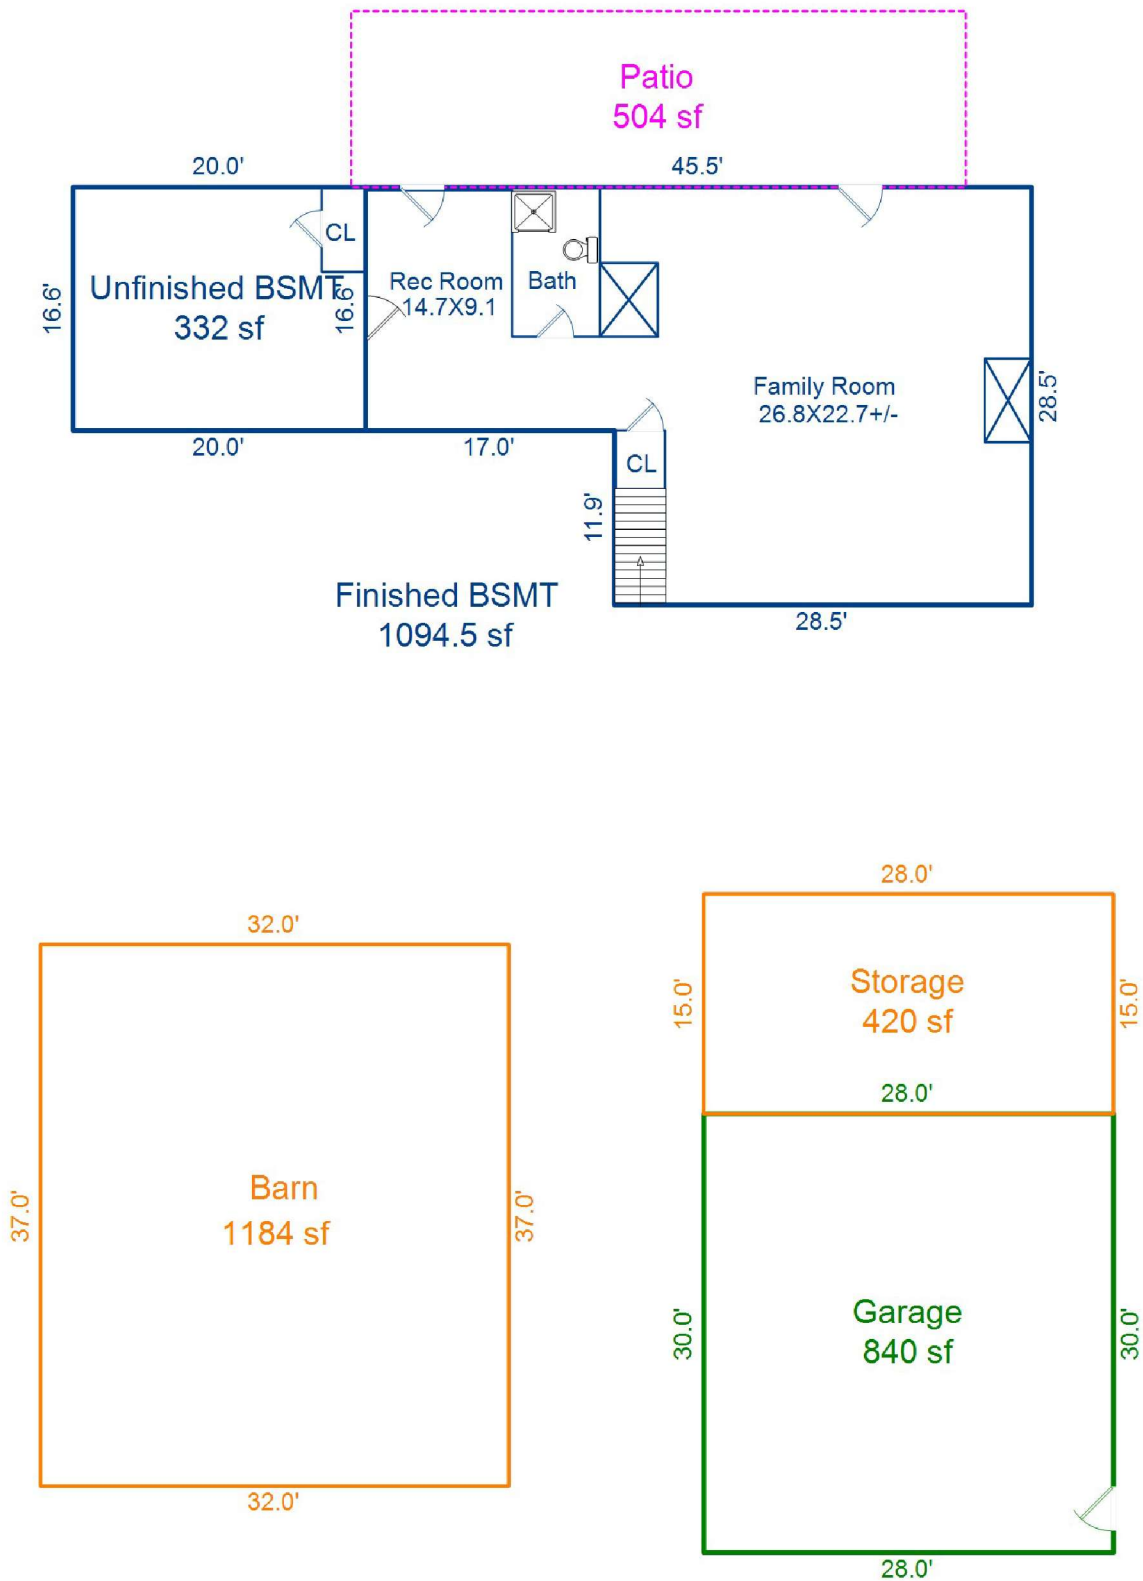 Patio
504 sf
20.0'
45.5'
CL
Unfinished BSMT
332 sf
16.6'
16.6'
Rec Room
14.7X9.1
Bath
Family Room
26.8X22.7+/-
28.5'
20.0'
17.0'
CL
11.9'
Finished BSMT
1094.5 sf
28.5'
28.0'
32.0'
Storage
420 sf
15.0'
15.0'
28.0'
Barn
1184 sf
37.0'
37.0'
Garage
840 sf
30.0'
30.0'
32.0'
28.0'